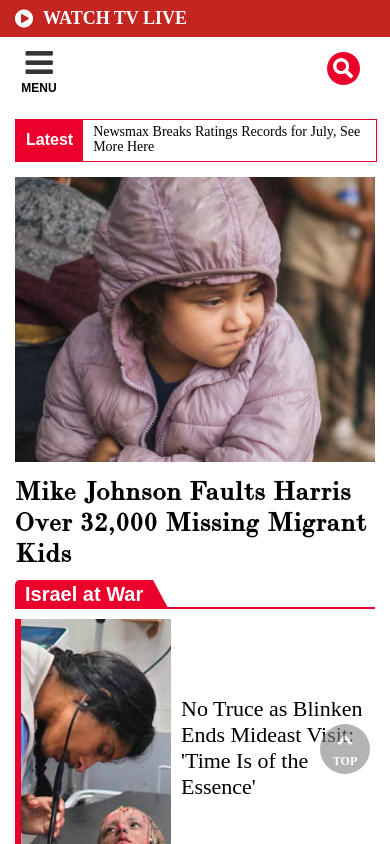 WATCH TV LIVE
MENU
Latest
Newsmax Breaks Ratings Records for July, See
More Here
Mike Johnson Faults Harris
Over 32,000 Missing Migrant
Kids
Israel at War
No Truce as Blinken
Ends Mideast Visit:
'Time Is of the
Essence'
TOP